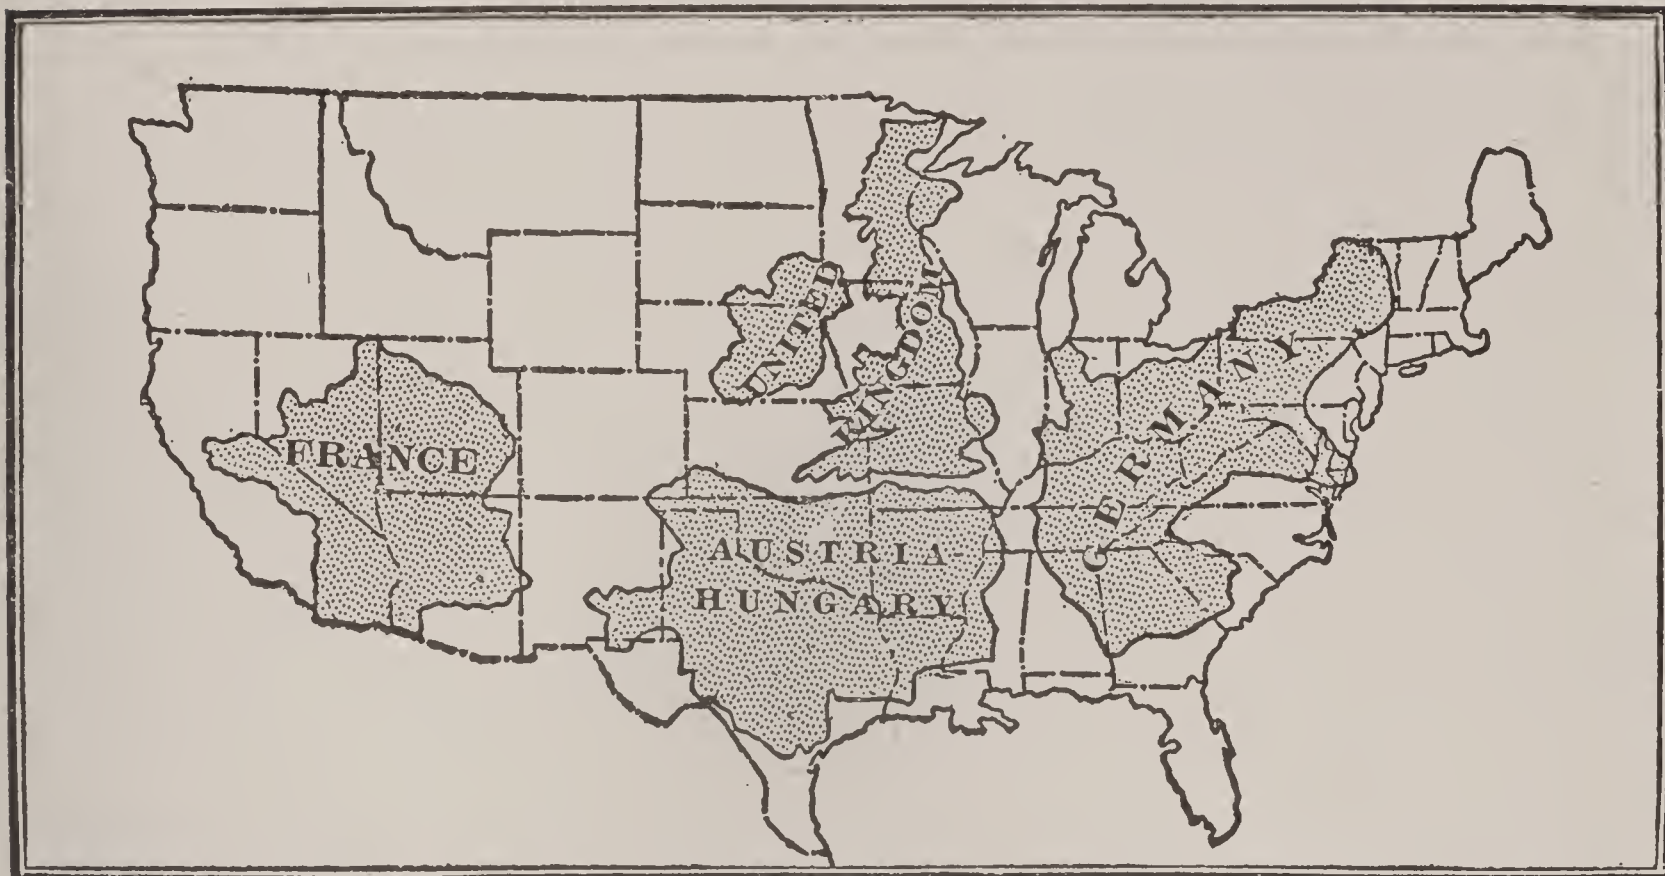 FRANCE
UNITED
KINGDOM
AUSTRIA-
HUNGARY
GERMANY